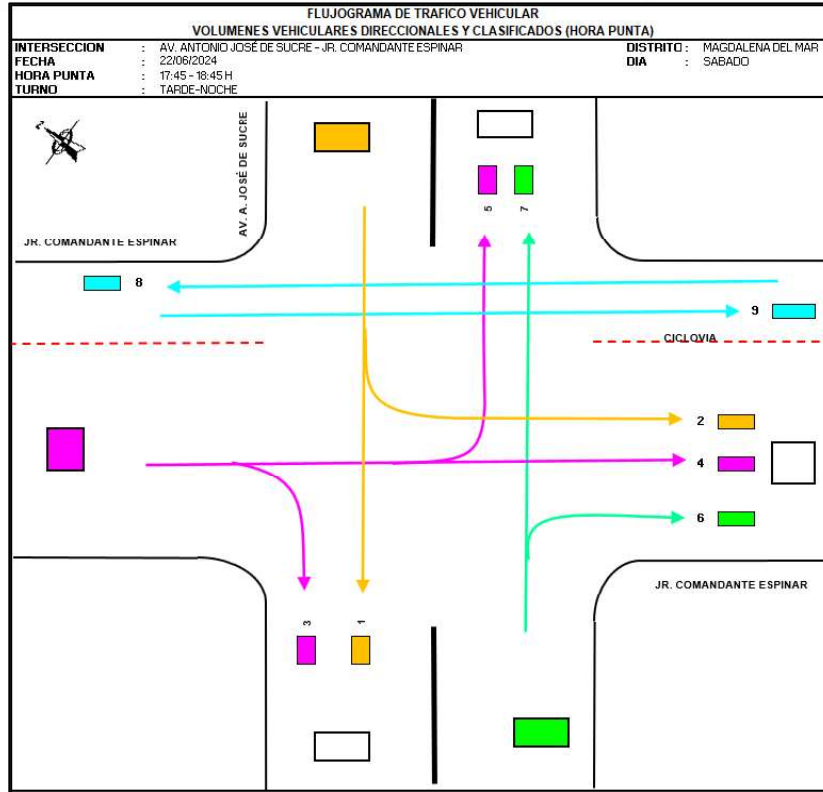 FLUJOGRAMA DE TRAFICO VEHICULAR
VOLUMENES VEHICULARES DIRECCIONALES Y CLASIFICADOS (HORA PUNTA)
INTERSECCION : AV. ANTONIO JOSÉ DE SUCRE - JR. COMANDANTE ESPINAR DISTRITO : MAGDALENA DEL MAR
FECHA : 22/06/2024 DIA : SABADO
HORA PUNTA : 17:45 - 18:45 H
TURNO : TARDE-NOCHE
AV. A. JOSÉ DE SUCRE
5 7
JR. COMANDANTE ESPINAR
8
9
CICLOVIA
2
4
6
JR. COMANDANTE ESPINAR
3 1